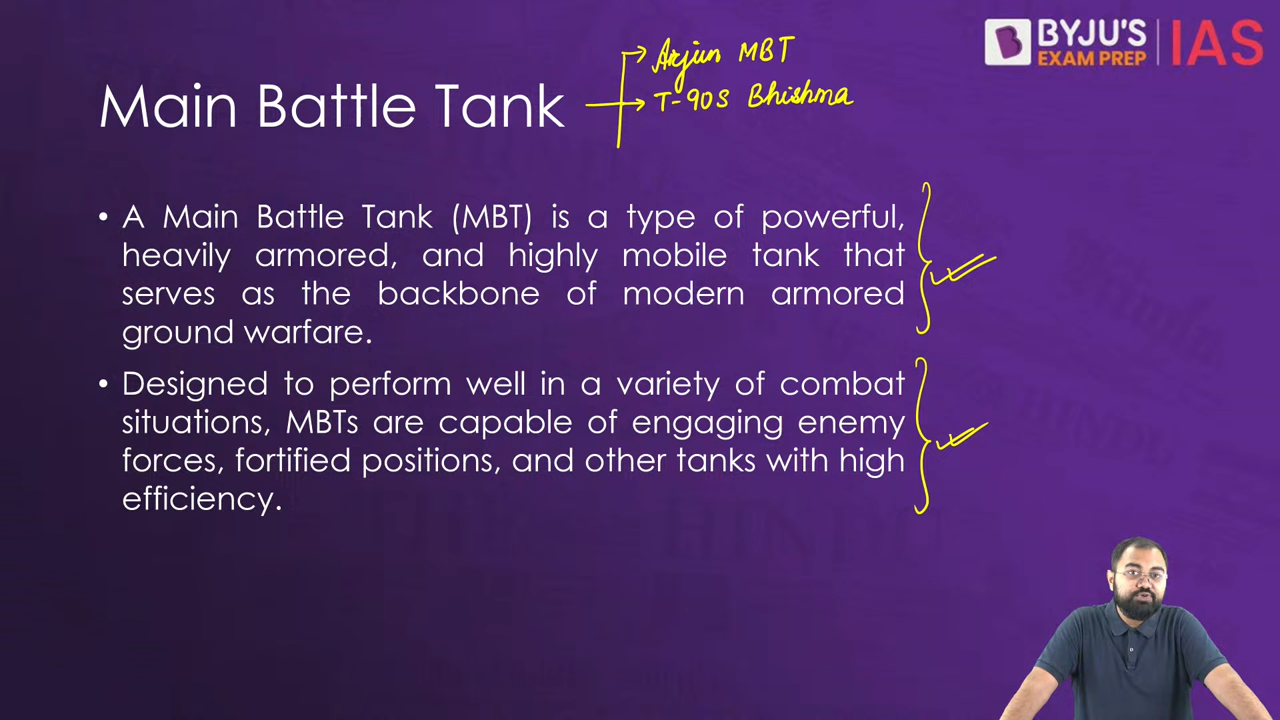 BYJU'S
EXAM PREP
IAS
Arjun MBT
T-90S Bhishma
Main Battle Tank
• A Main Battle Tank (MBT) is a type of powerful,
heavily armored, and highly mobile tank that
serves as the backbone of modern armored
ground warfare.
• Designed to perform well in a variety of combat
situations, MBTs are capable of engaging enemy
forces, fortified positions, and other tanks with high
efficiency.